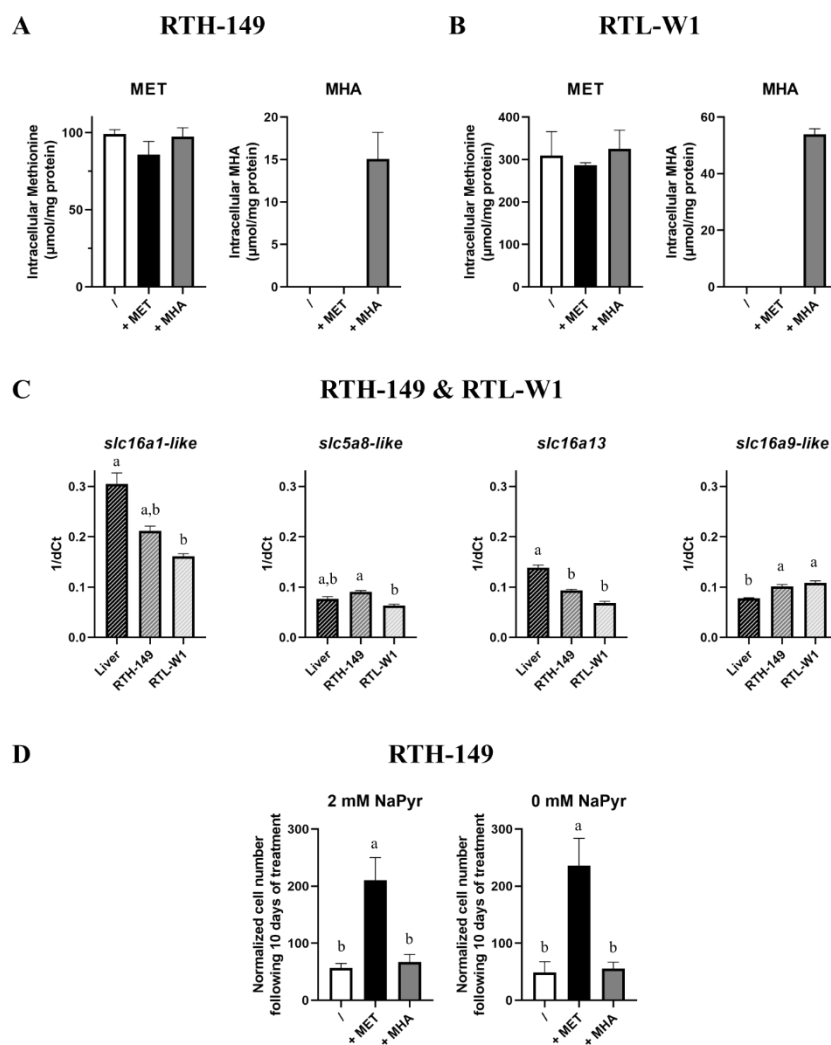 A RTH-149
B RTL-W1
MET
Intracellular Methionine
(µmol/mg protein)
100
50
0
/
+ MET
+ MHA
MHA
Intracellular MHA
(µmol/mg protein)
20
15
10
5
0
/
+ MET
+ MHA
MET
Intracellular Methionine
(µmol/mg protein)
400
300
200
100
0
/
+ MET
+ MHA
MHA
Intracellular MHA
(µmol/mg protein)
60
40
20
0
/
+ MET
+ MHA
C RTH-149 & RTL-W1
slc16a1-like
1/dCt
0.3
0.2
0.1
0.0
a
a,b
b
Liver
RTH-149
RTL-W1
slc5a8-like
1/dCt
0.3
0.2
0.1
0.0
a,b
a
b
Liver
RTH-149
RTL-W1
slc16a13
1/dCt
0.3
0.2
0.1
0.0
a
b
b
Liver
RTH-149
RTL-W1
slc16a9-like
1/dCt
0.3
0.2
0.1
0.0
b
a
a
Liver
RTH-149
RTL-W1
D RTH-149
2 mM NaPyr
Normalized cell number
following 10 days of treatment
300
200
100
0
b
a
b
/
+ MET
+ MHA
0 mM NaPyr
Normalized cell number
following 10 days of treatment
300
200
100
0
b
a
b
/
+ MET
+ MHA